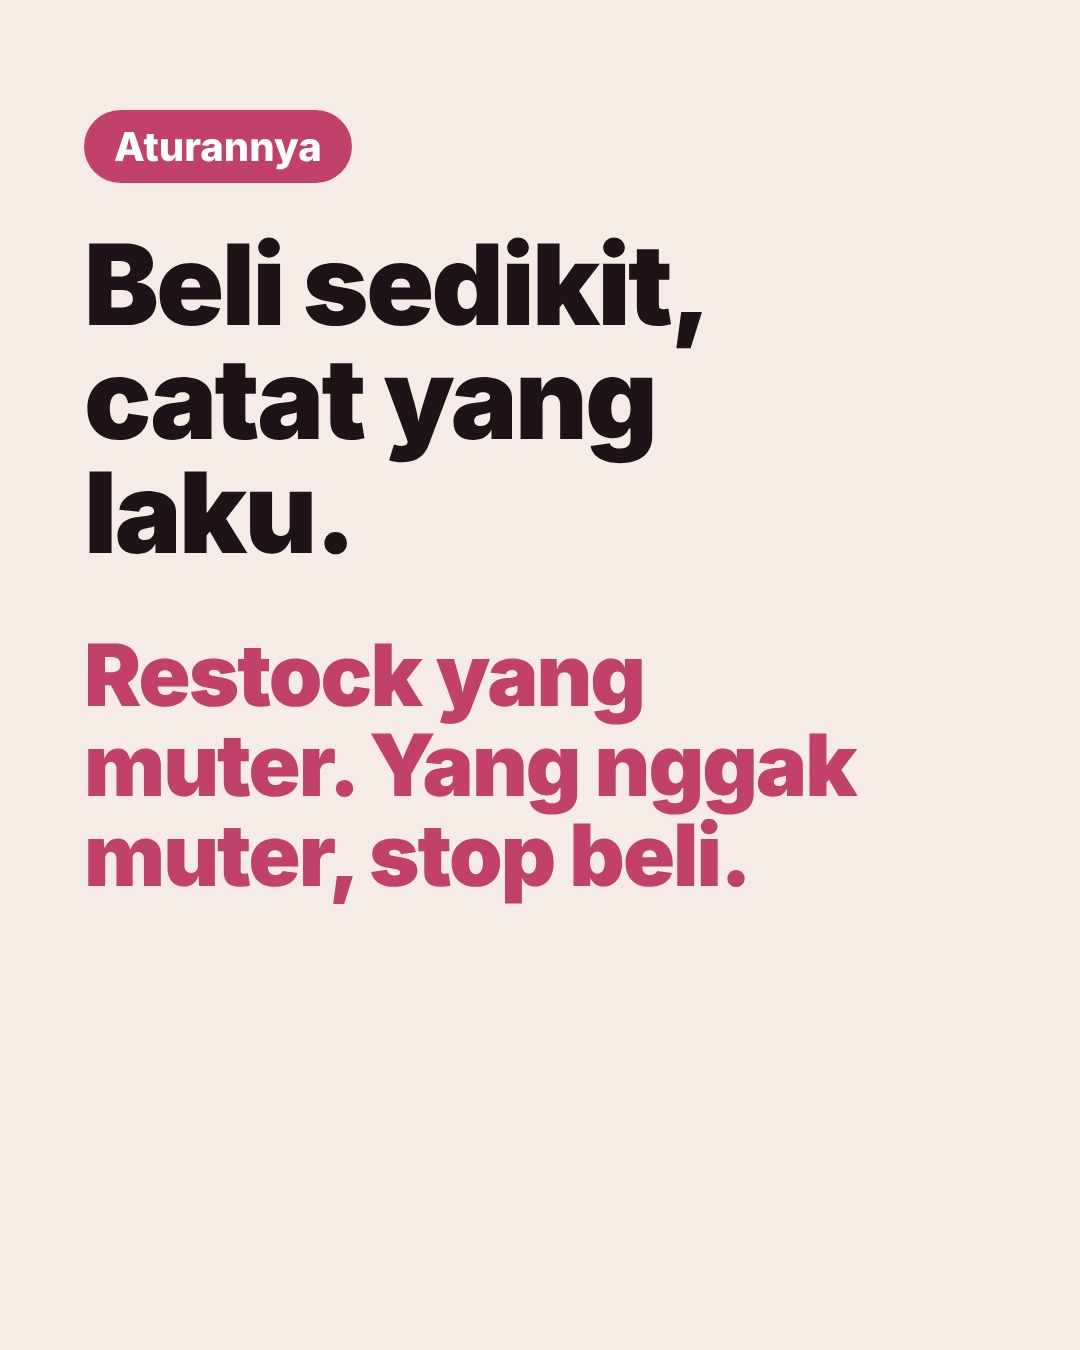 Aturannya
Beli sedikit,
catat yang
laku.
Restock yang
muter. Yang nggak
muter, stop beli.